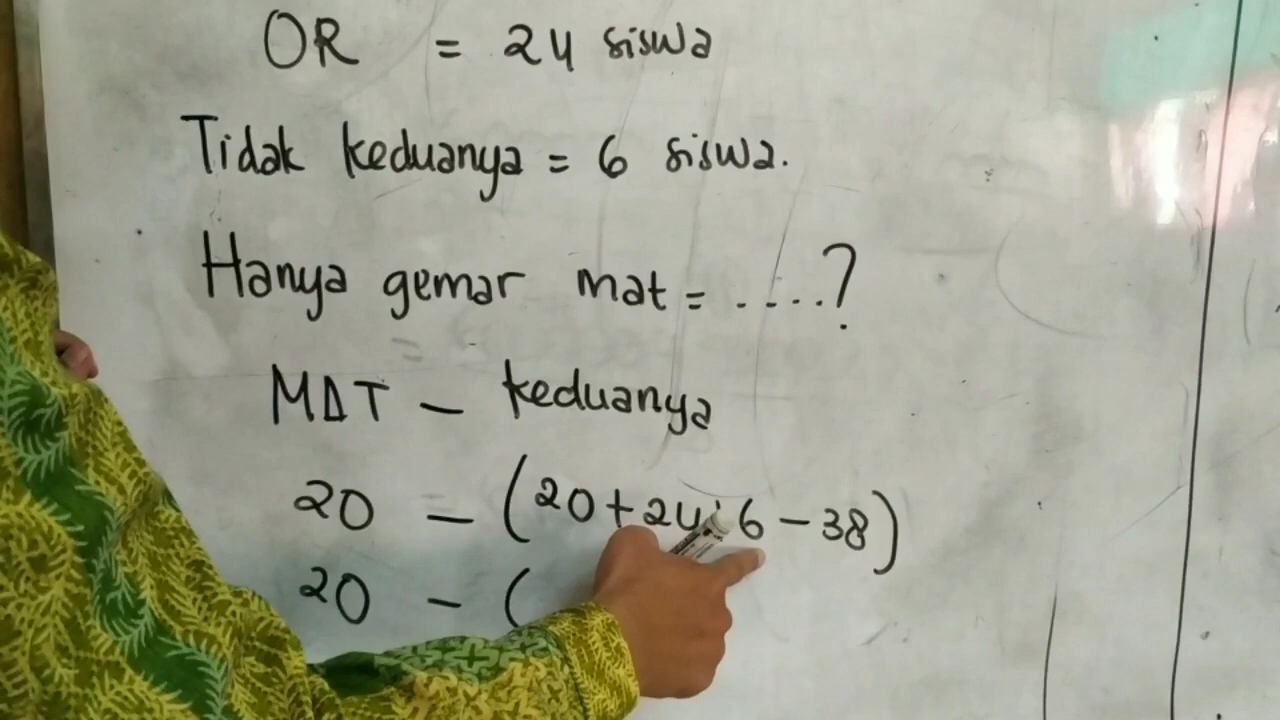 OR = 24 siswa
Tidak keduanya = 6 siswa.
Hanya gemar mat = ....?
MAT - keduanya
20 - (20+24+6-38)
20 - (